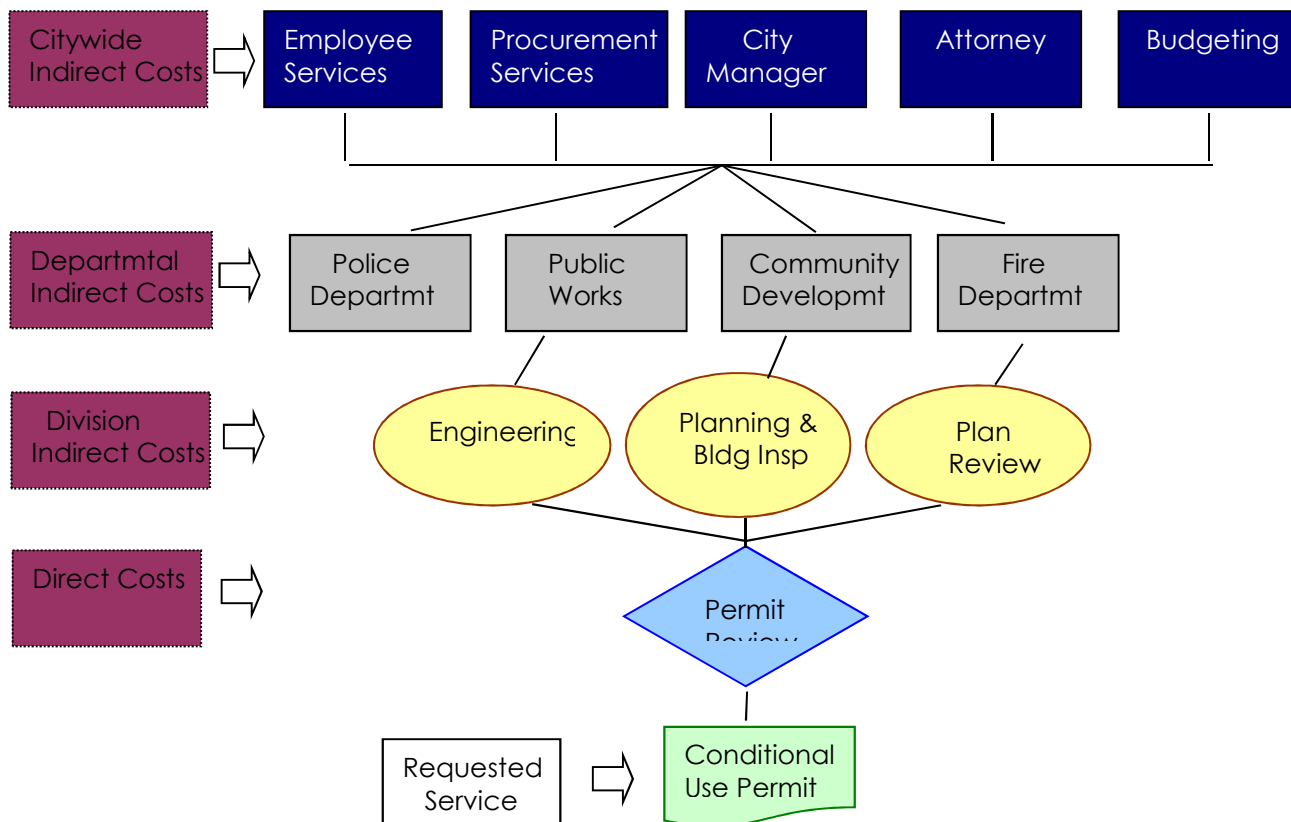 Citywide
Indirect Costs
Employee
Services
Procurement
Services
City
Manager
Attorney
Budgeting
Departmtal
Indirect Costs
Police
Departmt
Public
Works
Community
Developmt
Fire
Departmt
Division
Indirect Costs
Engineering
Planning &
Bldg Insp
Plan
Review
Direct Costs
Permit
Review
Requested
Service
Conditional
Use Permit